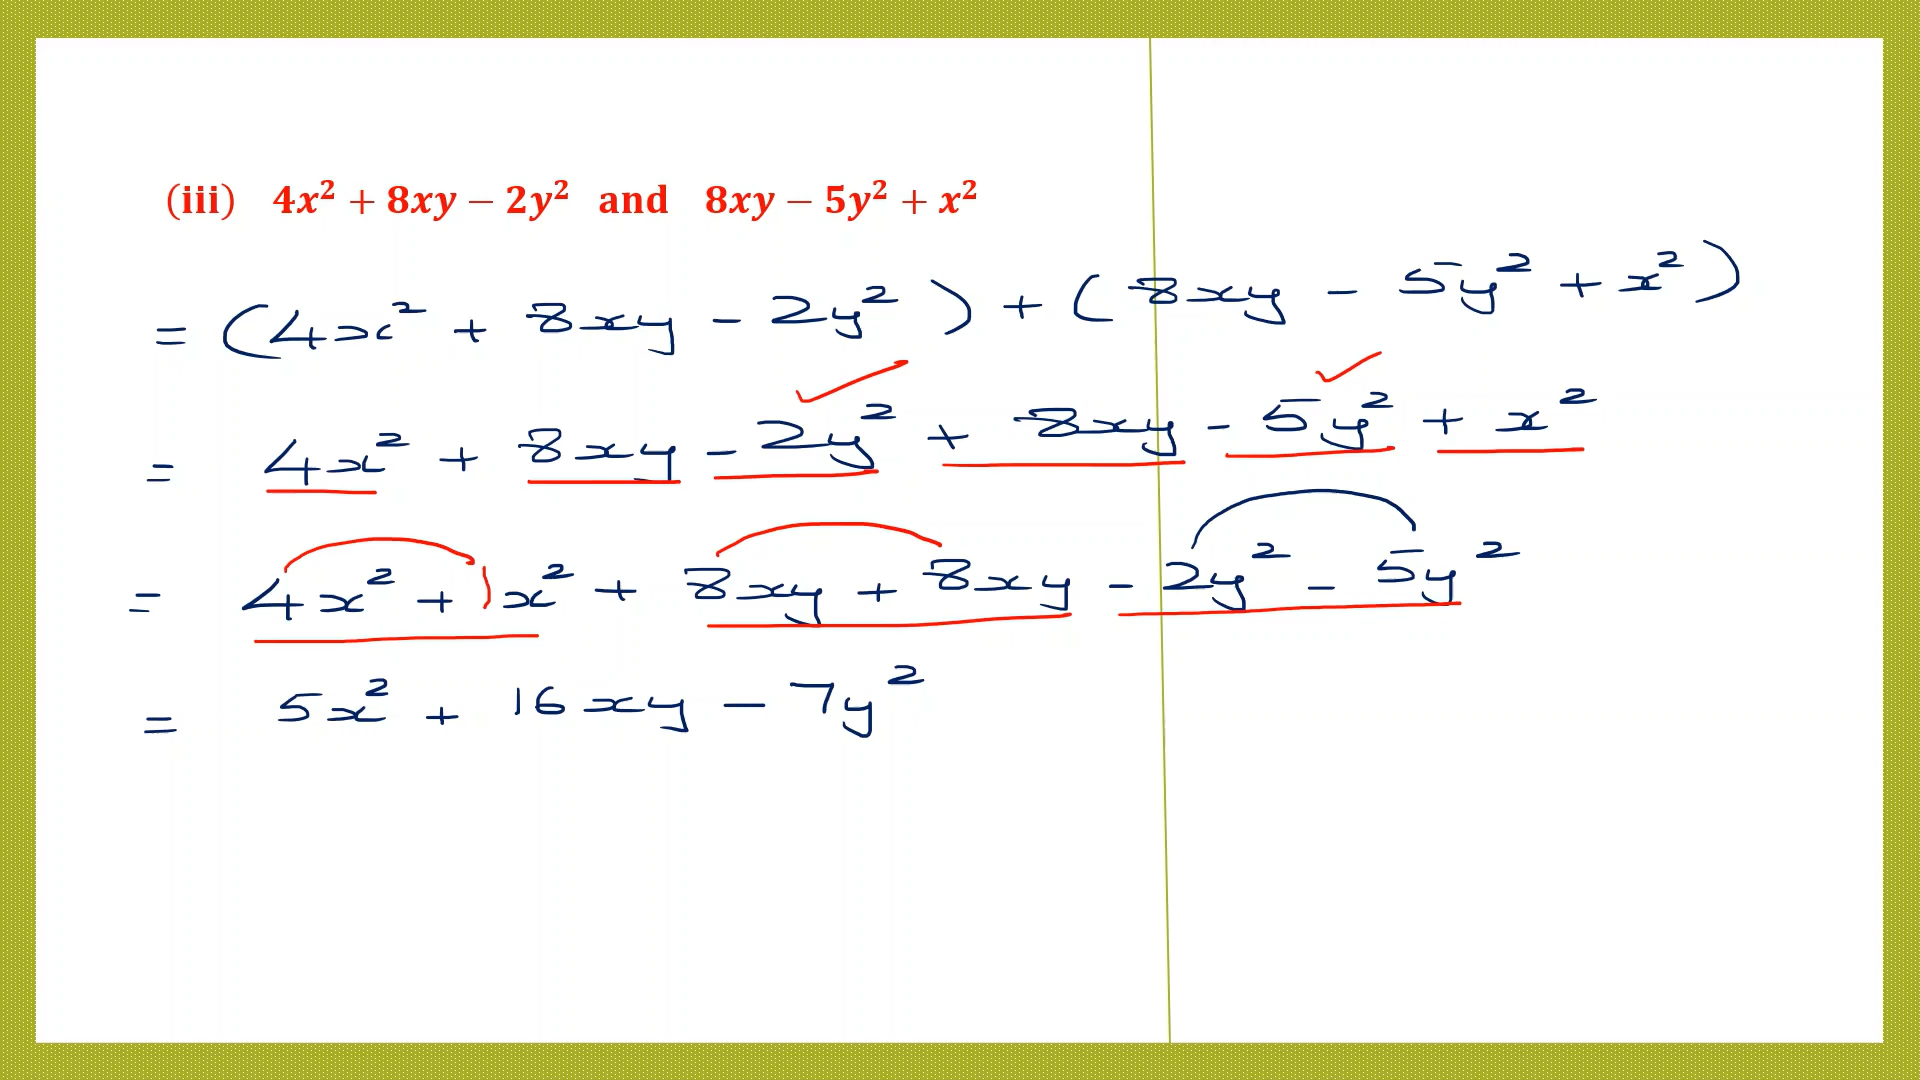 (iii) 4x² + 8xy − 2y² and 8xy − 5y² + x²
= (4x² + 8xy - 2y²) + (8xy - 5y² + x²)
= 4x² + 8xy - 2y² + 8xy - 5y² + x²
= 4x² + 1x² + 8xy + 8xy - 2y² - 5y²
= 5x² + 16xy - 7y²